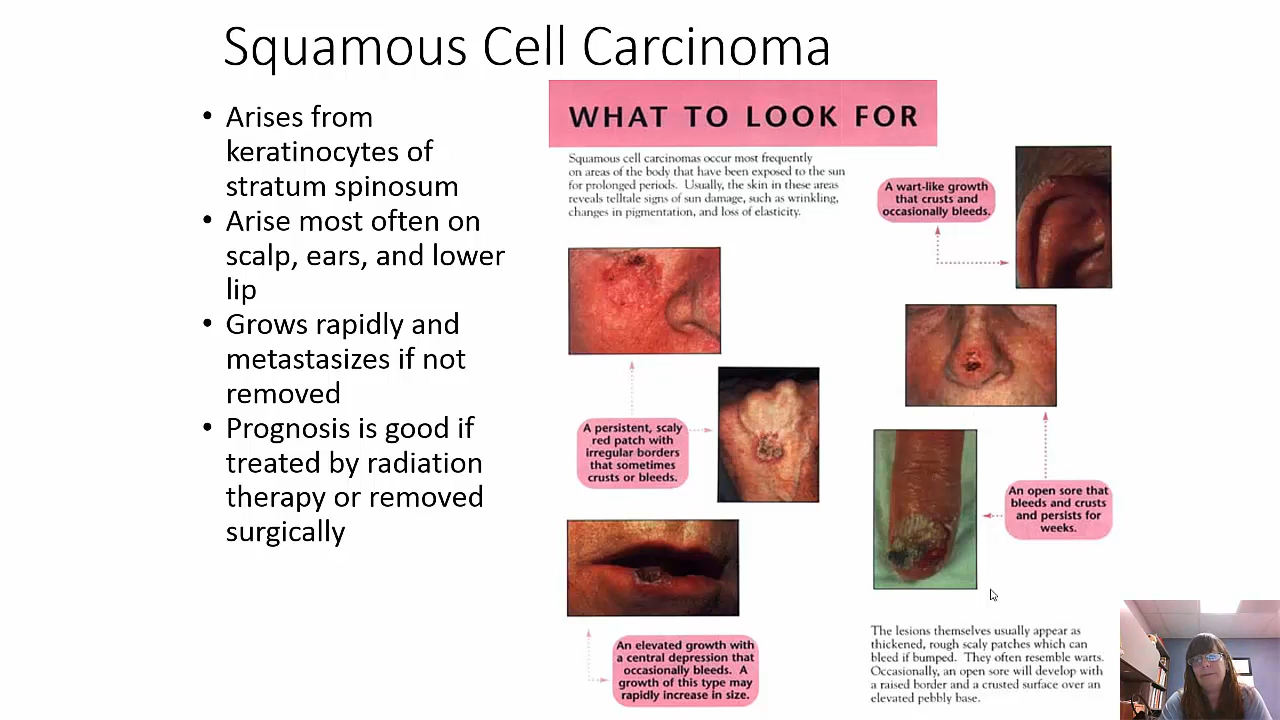 Squamous Cell Carcinoma
• Arises from
keratinocytes of
stratum spinosum
• Arise most often on
scalp, ears, and lower
lip
• Grows rapidly and
metastasizes if not
removed
• Prognosis is good if
treated by radiation
therapy or removed
surgically
WHAT TO LOOK FOR
Squamous cell carcinomas occur most frequently
on areas of the body that have been exposed to the sun
for prolonged periods. Usually, the skin in these areas
reveals telltale signs of sun damage, such as wrinkling,
changes in pigmentation, and loss of elasticity.
A wart-like growth
that crusts and
occasionally bleeds.
A persistent, scaly
red patch with
irregular borders
that sometimes
crusts or bleeds.
An open sore that
bleeds and crusts
and persists for
weeks.
An elevated growth with
a central depression that
occasionally bleeds. A
growth of this type may
rapidly increase in size.
The lesions themselves usually appear as
thickened, rough scaly patches which can
bleed if bumped. They often resemble warts.
Occasionally, an open sore will develop with
a raised border and a crusted surface over an
elevated pebbly base.